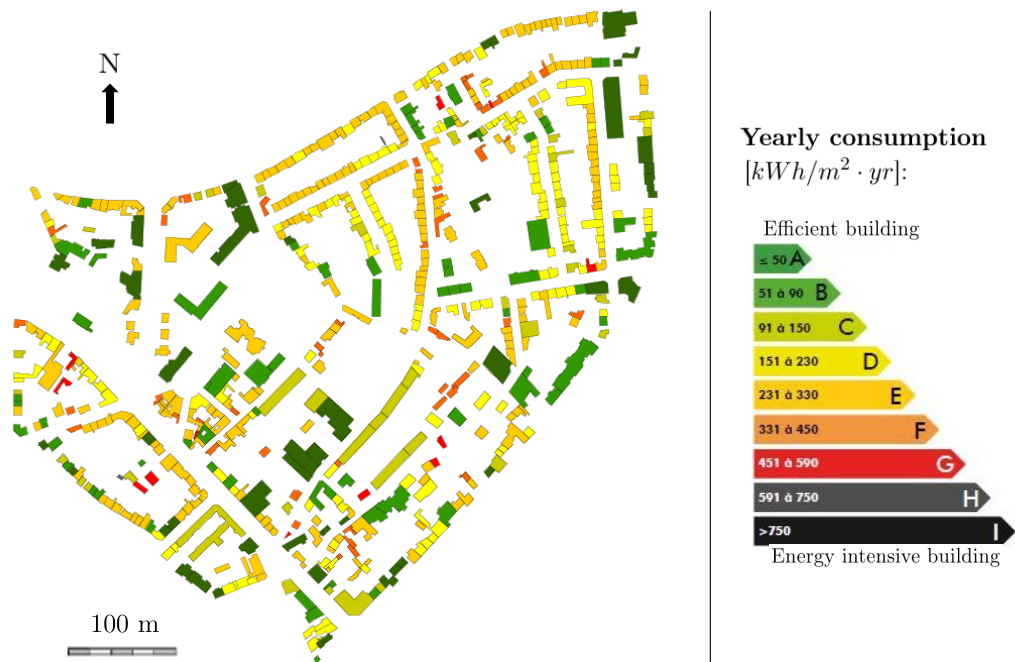 N
100 m
Yearly consumption
[kWh/m² · yr]:
Efficient building
≤ 50 A
51 à 90 B
91 à 150 C
151 à 230 D
231 à 330 E
331 à 450 F
451 à 590 G
591 à 750 H
>750 I
Energy intensive building